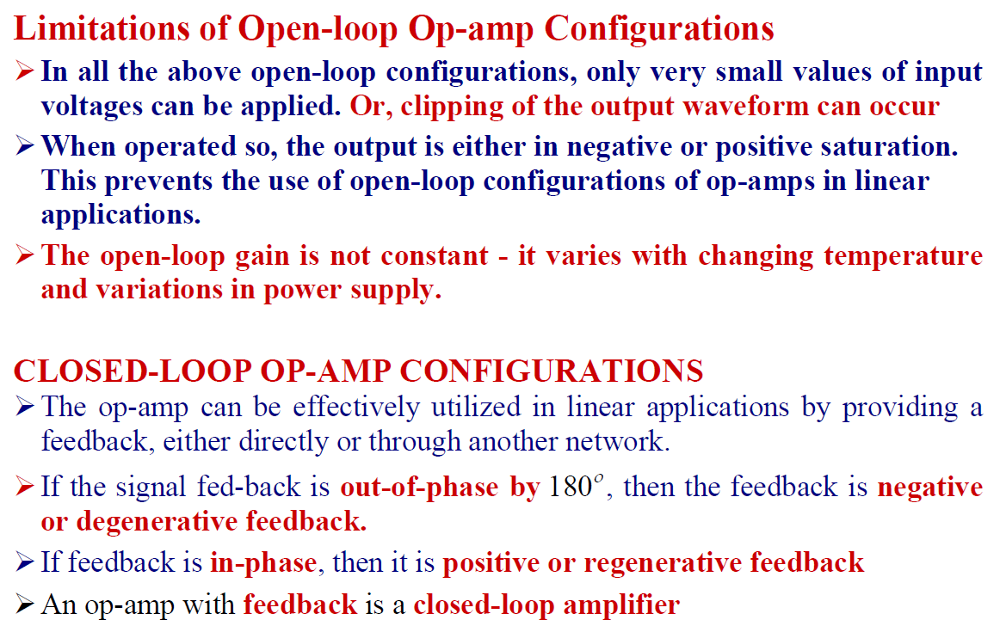 Limitations of Open-loop Op-amp Configurations
➢ In all the above open-loop configurations, only very small values of input
voltages can be applied. Or, clipping of the output waveform can occur
➢ When operated so, the output is either in negative or positive saturation.
This prevents the use of open-loop configurations of op-amps in linear
applications.
➢ The open-loop gain is not constant - it varies with changing temperature
and variations in power supply.
CLOSED-LOOP OP-AMP CONFIGURATIONS
➢ The op-amp can be effectively utilized in linear applications by providing a
feedback, either directly or through another network.
➢ If the signal fed-back is out-of-phase by 180°, then the feedback is negative
or degenerative feedback.
➢ If feedback is in-phase, then it is positive or regenerative feedback
➢ An op-amp with feedback is a closed-loop amplifier